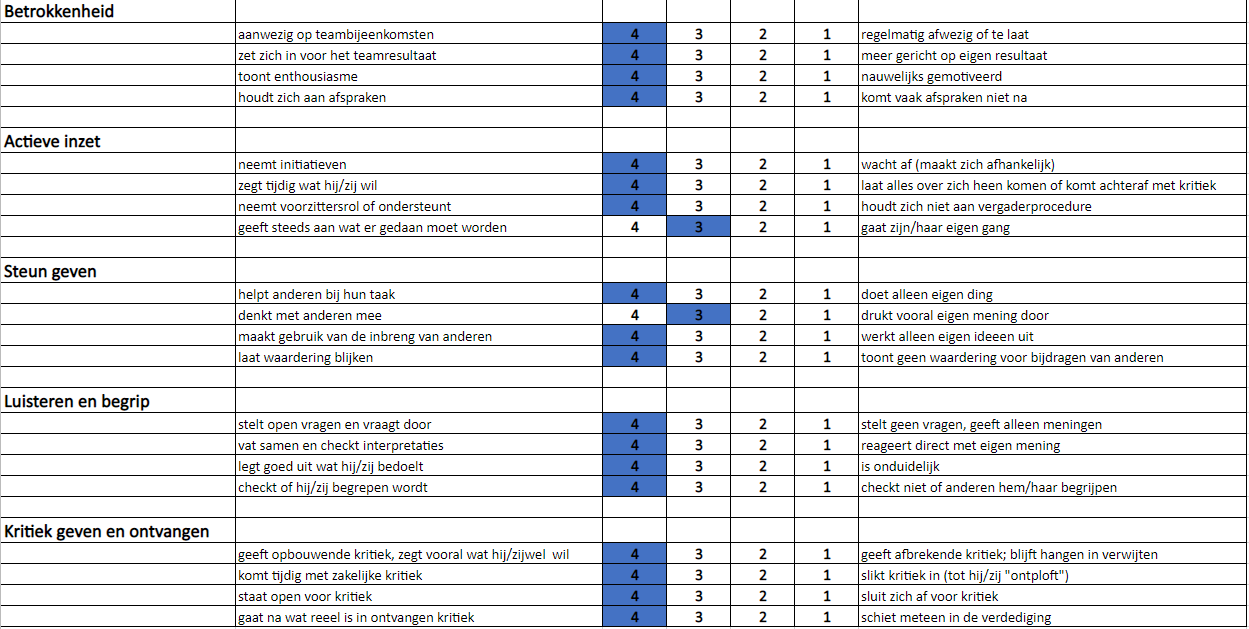 Betrokkenheid
aanwezig op teambijeenkomsten 4 3 2 1 regelmatig afwezig of te laat
zet zich in voor het teamresultaat 4 3 2 1 meer gericht op eigen resultaat
toont enthousiasme 4 3 2 1 nauwelijks gemotiveerd
houdt zich aan afspraken 4 3 2 1 komt vaak afspraken niet na
Actieve inzet
neemt initiatieven 4 3 2 1 wacht af (maakt zich afhankelijk)
zegt tijdig wat hij/zij wil 4 3 2 1 laat alles over zich heen komen of komt achteraf met kritiek
neemt voorzittersrol of ondersteunt 4 3 2 1 houdt zich niet aan vergaderprocedure
geeft steeds aan wat er gedaan moet worden 4 3 2 1 gaat zijn/haar eigen gang
Steun geven
helpt anderen bij hun taak 4 3 2 1 doet alleen eigen ding
denkt met anderen mee 4 3 2 1 drukt vooral eigen mening door
maakt gebruik van de inbreng van anderen 4 3 2 1 werkt alleen eigen ideeen uit
laat waardering blijken 4 3 2 1 toont geen waardering voor bijdragen van anderen
Luisteren en begrip
stelt open vragen en vraagt door 4 3 2 1 stelt geen vragen, geeft alleen meningen
vat samen en checkt interpretaties 4 3 2 1 reageert direct met eigen mening
legt goed uit wat hij/zij bedoelt 4 3 2 1 is onduidelijk
checkt of hij/zij begrepen wordt 4 3 2 1 checkt niet of anderen hem/haar begrijpen
Kritiek geven en ontvangen
geeft opbouwende kritiek, zegt vooral wat hij/zijwel wil 4 3 2 1 geeft afbrekende kritiek; blijft hangen in verwijten
komt tijdig met zakelijke kritiek 4 3 2 1 slikt kritiek in (tot hij/zij "ontploft")
staat open voor kritiek 4 3 2 1 sluit zich af voor kritiek
gaat na wat reeel is in ontvangen kritiek 4 3 2 1 schiet meteen in de verdediging